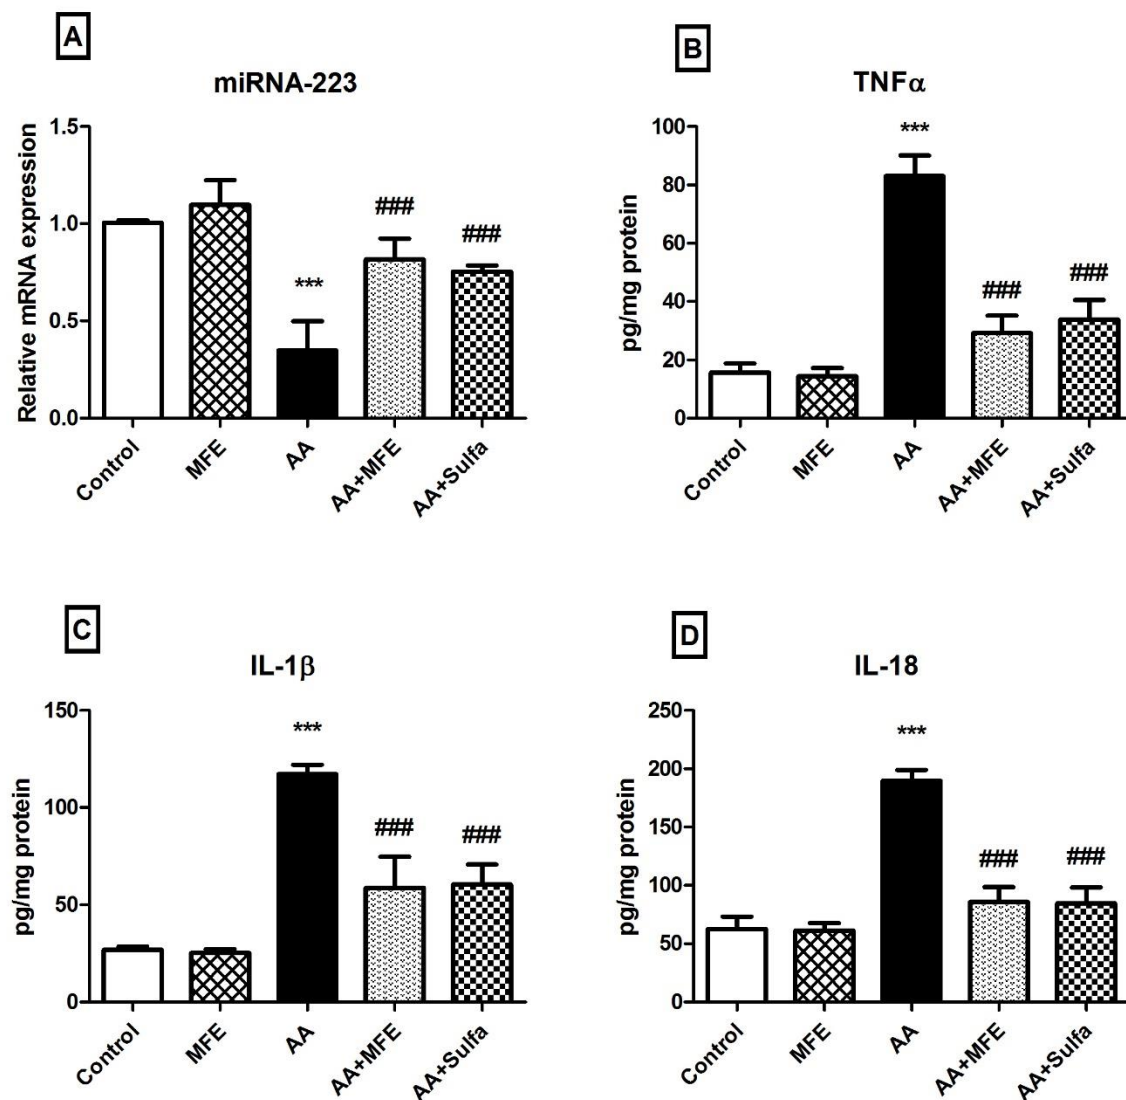 A
miRNA-223
Relative mRNA expression
1.5
1.0
0.5
0.0
***
###
###
Control
MFE
AA
AA+MFE
AA+Sulfa
B
TNFα
pg/mg protein
100
80
60
40
20
0
***
###
###
Control
MFE
AA
AA+MFE
AA+Sulfa
C
IL-1β
pg/mg protein
150
100
50
0
***
###
###
Control
MFE
AA
AA+MFE
AA+Sulfa
D
IL-18
pg/mg protein
250
200
150
100
50
0
***
###
###
Control
MFE
AA
AA+MFE
AA+Sulfa